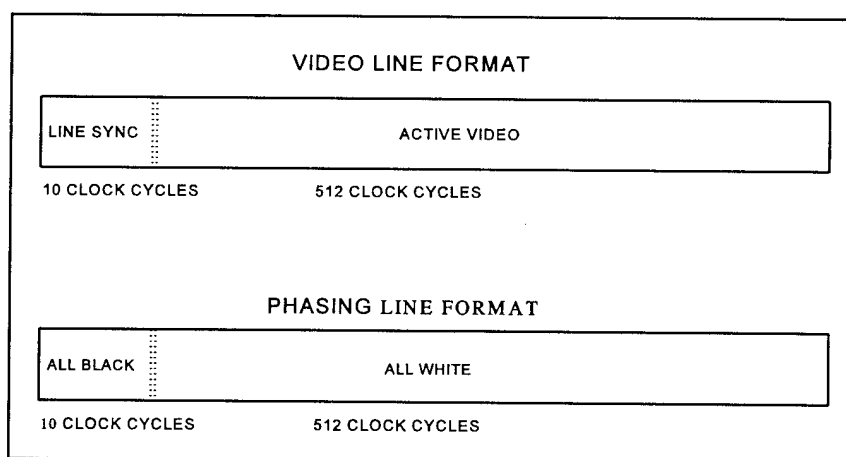 VIDEO LINE FORMAT
LINE SYNC ACTIVE VIDEO
10 CLOCK CYCLES 512 CLOCK CYCLES
PHASING LINE FORMAT
ALL BLACK ALL WHITE
10 CLOCK CYCLES 512 CLOCK CYCLES